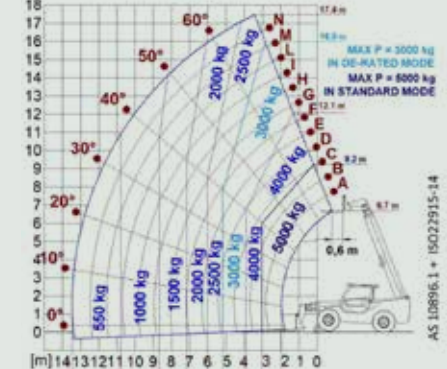 18
17
16
15
14
13
12
11
10
9
8
7
6
5
4
3
2
1
0
60°
50°
40°
30°
20°
10°
0°
N
M
L
I
H
G
F
E
D
C
B
A
17,4 m
MAX P = 3000 kg
IN DE-RATED MODE
MAX P = 5000 kg
IN STANDARD MODE
12,1 m
9,2 m
6,7 m
0,6 m
2000 kg
2500 kg
3000 kg
4000 kg
5000 kg
550 kg
1000 kg
1500 kg
2000 kg
2500 kg
3000 kg
4000 kg
[m] 14 13 12 11 10 9 8 7 6 5 4 3 2 1 0
AS 10896.1 + ISO22915-14